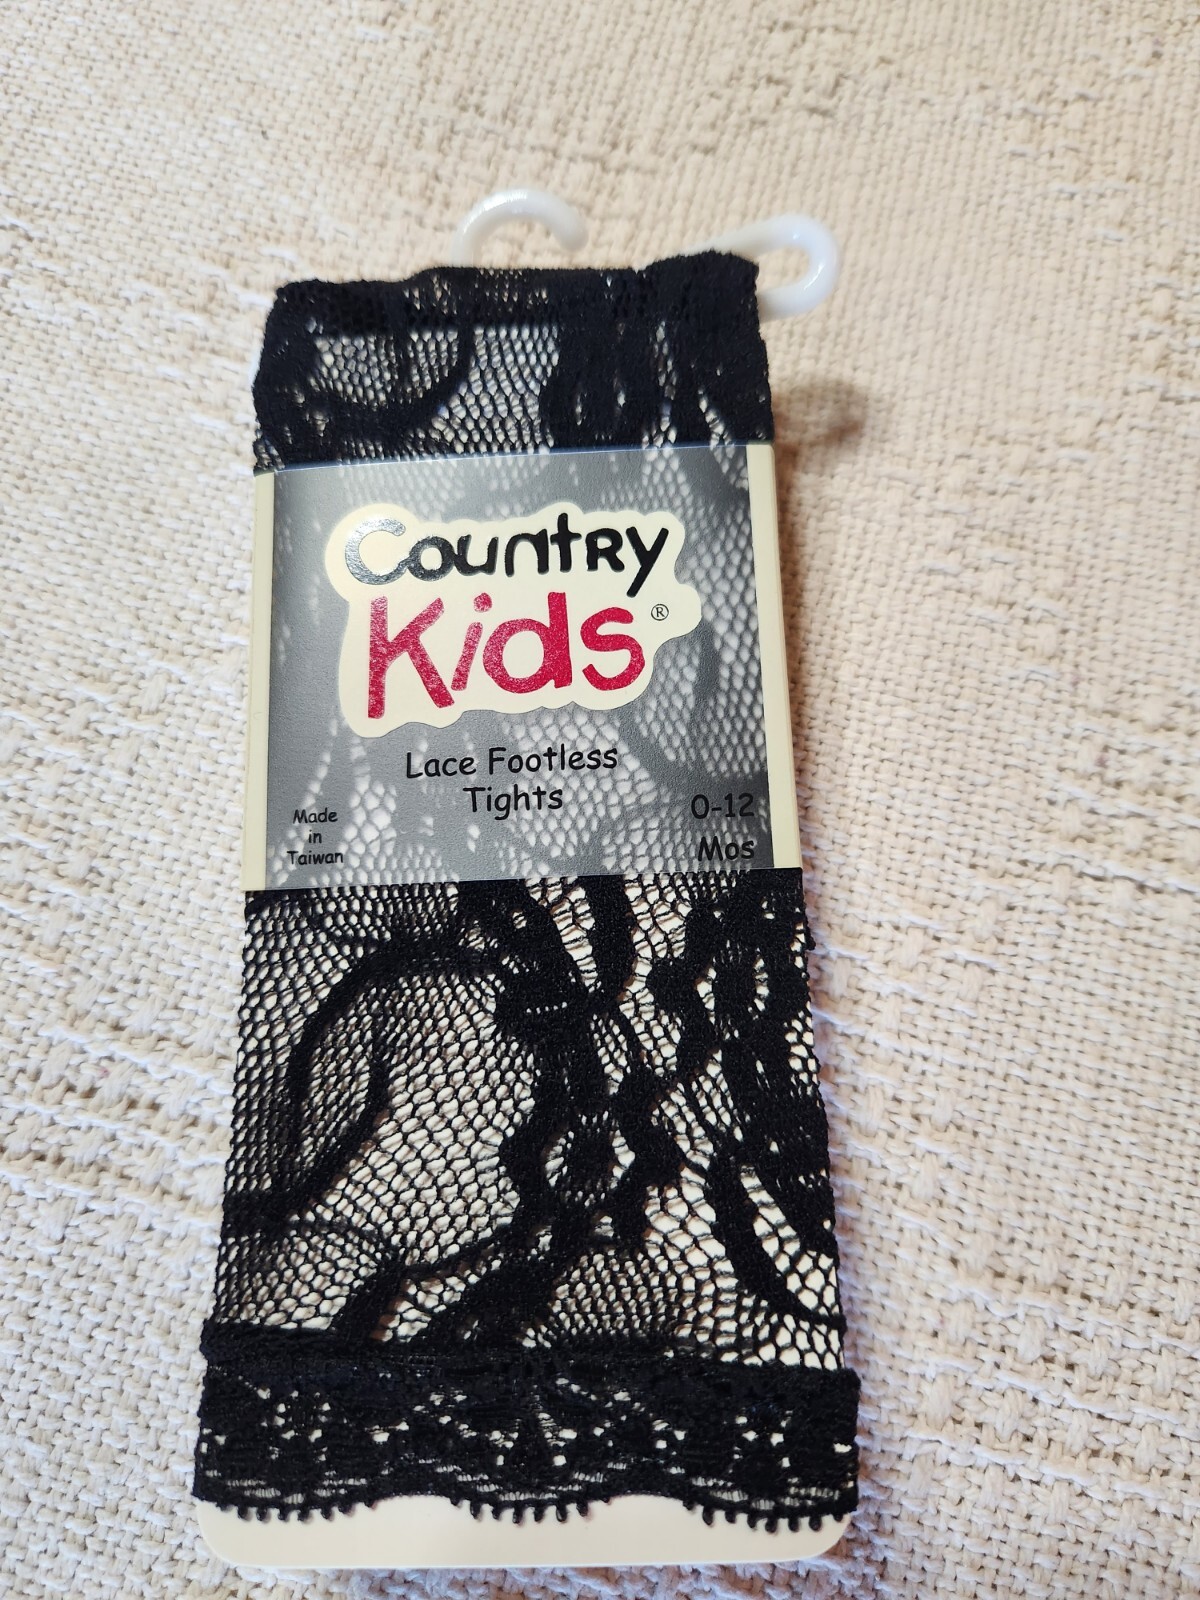 Country
Kids®
Lace Footless
Tights
Made
in
Taiwan
0-12
Mos